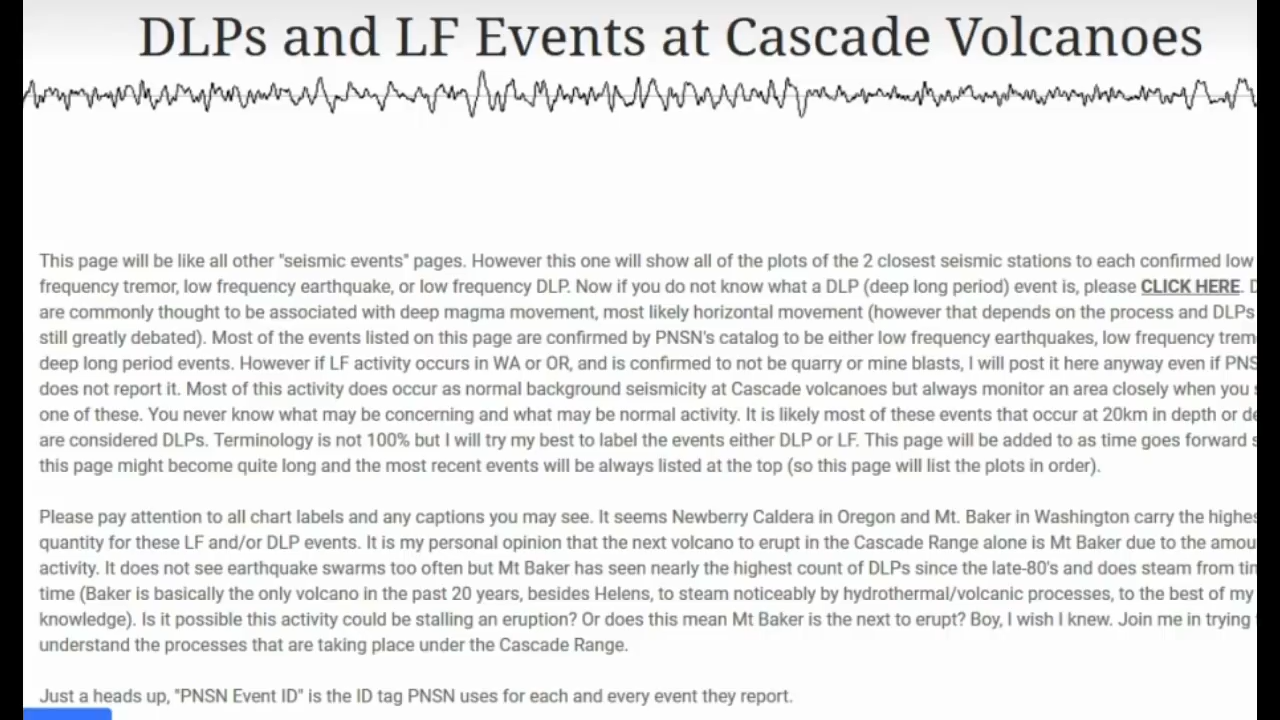 DLPs and LF Events at Cascade Volcanoes
This page will be like all other "seismic events" pages. However this one will show all of the plots of the 2 closest seismic stations to each confirmed low
frequency tremor, low frequency earthquake, or low frequency DLP. Now if you do not know what a DLP (deep long period) event is, please CLICK HERE.
are commonly thought to be associated with deep magma movement, most likely horizontal movement (however that depends on the process and DLPs
still greatly debated). Most of the events listed on this page are confirmed by PNSN's catalog to be either low frequency earthquakes, low frequency
deep long period events. However if LF activity occurs in WA or OR, and is confirmed to not be quarry or mine blasts, I will post it here anyway even if
does not report it. Most of this activity does occur as normal background seismicity at Cascade volcanoes but always monitor an area closely when you
one of these. You never know what may be concerning and what may be normal activity. It is likely most of these events that occur at 20km in depth or
are considered DLPs. Terminology is not 100% but I will try my best to label the events either DLP or LF. This page will be added to as time goes forward
this page might become quite long and the most recent events will be always listed at the top (so this page will list the plots in order).
Please pay attention to all chart labels and any captions you may see. It seems Newberry Caldera in Oregon and Mt. Baker in Washington carry the
quantity for these LF and/or DLP events. It is my personal opinion that the next volcano to erupt in the Cascade Range alone is Mt Baker due to the
activity. It does not see earthquake swarms too often but Mt Baker has seen nearly the highest count of DLPs since the late-80's and does steam from
time (Baker is basically the only volcano in the past 20 years, besides Helens, to steam noticeably by hydrothermal/volcanic processes, to the best of my
knowledge). Is it possible this activity could be stalling an eruption? Or does this mean Mt Baker is the next to erupt? Boy, I wish I knew. Join me in trying
understand the processes that are taking place under the Cascade Range.
Just a heads up, "PNSN Event ID" is the ID tag PNSN uses for each and every event they report.